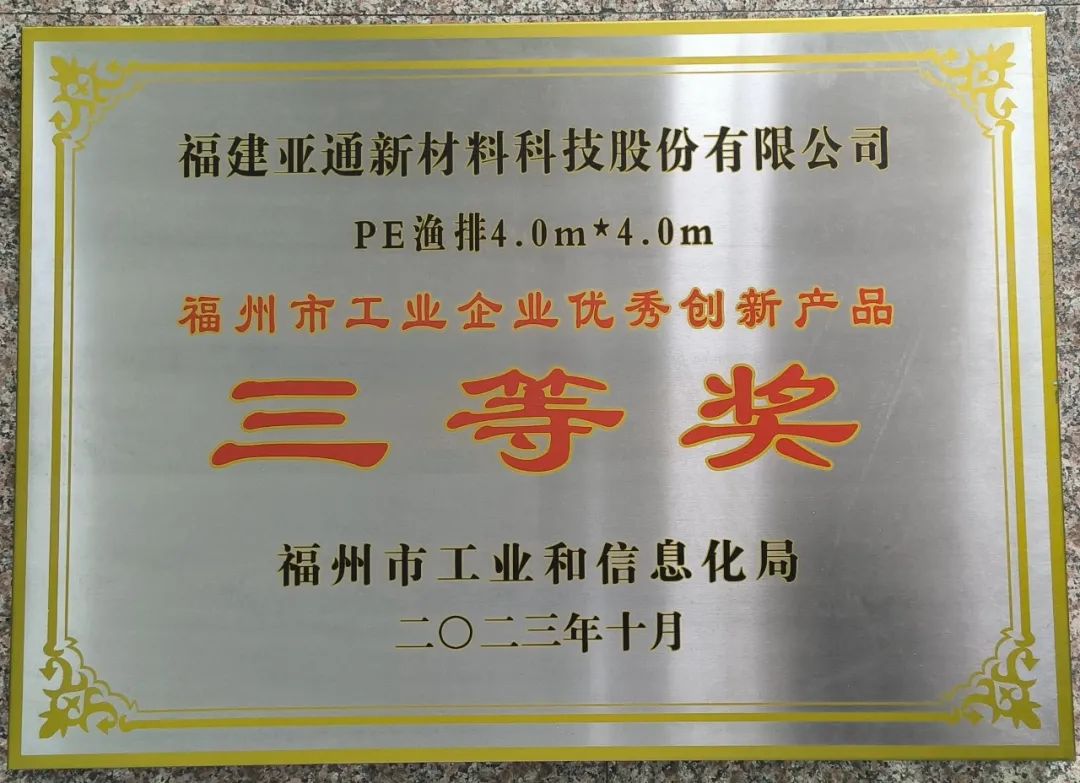 福建亚通新材料科技股份有限公司
PE渔排4.0m*4.0m
福州市工业企业优秀创新产品
三等奖
福州市工业和信息化局
二〇二三年十月